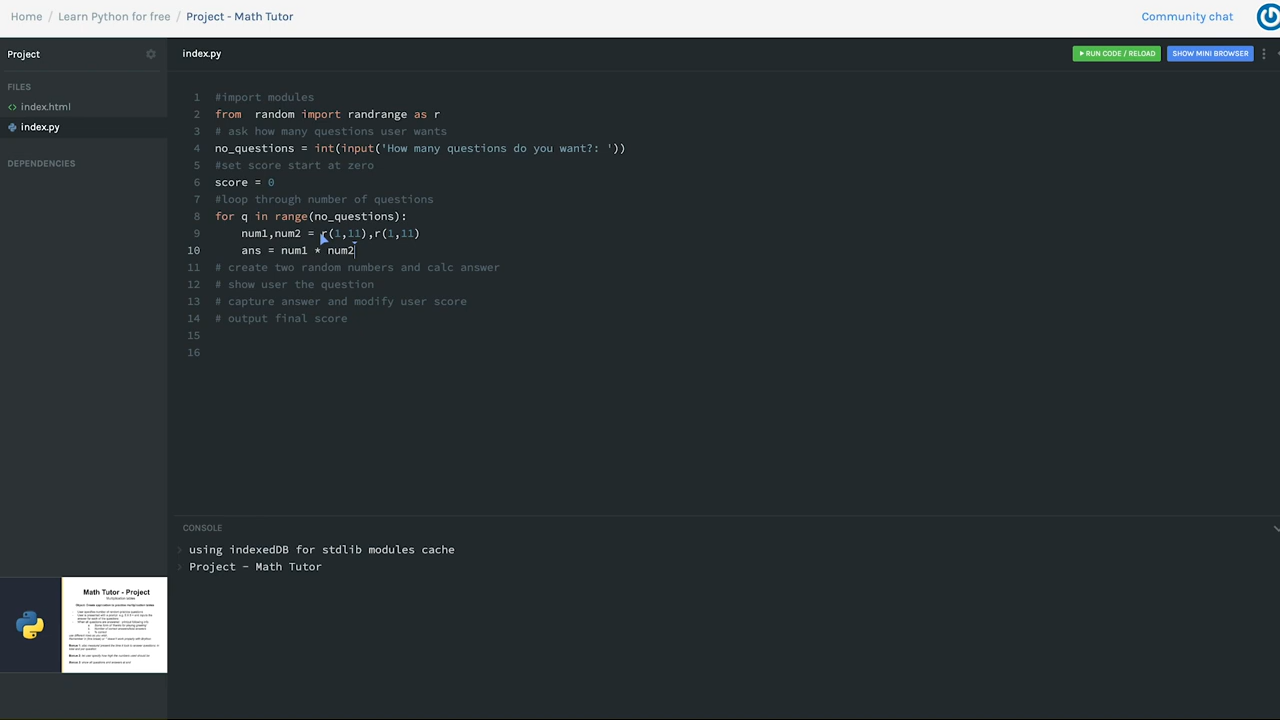 Home / Learn Python for free / Project - Math Tutor
Community chat
Project
index.py
RUN CODE / RELOAD
SHOW MINI BROWSER
FILES
index.html
index.py
DEPENDENCIES
1 #import modules
2 from  random import randrange as r
3 # ask how many questions user wants
4 no_questions = int(input('How many questions do you want?: '))
5 #set score start at zero
6 score = 0
7 #loop through number of questions
8 for q in range(no_questions):
9     num1,num2 = r(1,11),r(1,11)
10     ans = num1 * num2
11 # create two random numbers and calc answer
12 # show user the question
13 # capture answer and modify user score
14 # output final score
15
16
CONSOLE
using indexedDB for stdlib modules cache
Project - Math Tutor
Math Tutor - Project